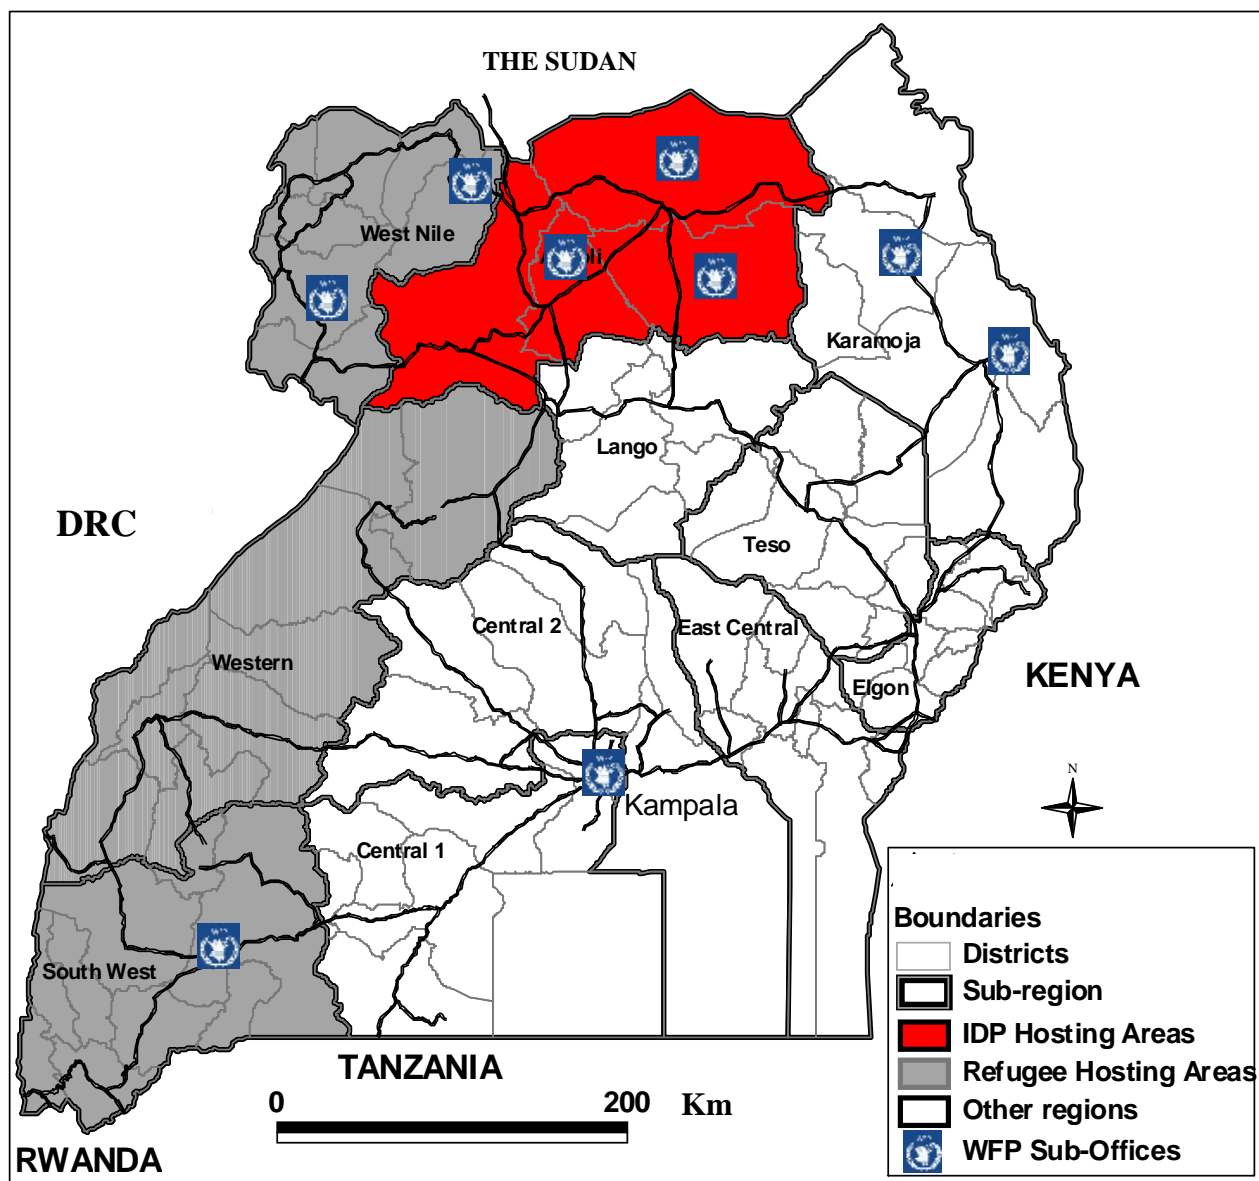 THE SUDAN
West Nile
Karamoja
Lango
DRC
Teso
Central 2
East Central
Western
Elgon
KENYA
N
Kampala
Central 1
South West
TANZANIA
0 200 Km
RWANDA
Boundaries
Districts
Sub-region
IDP Hosting Areas
Refugee Hosting Areas
Other regions
WFP Sub-Offices